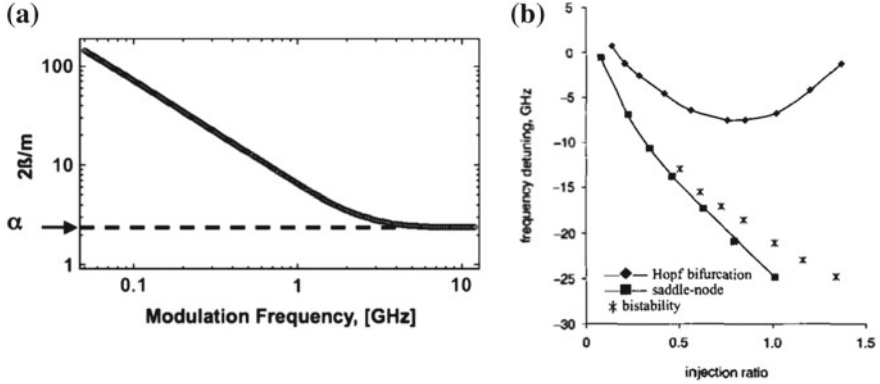 (a)
2ß/m
100
10
α
1
0.1
1
10
Modulation Frequency, [GHz]
(b)
frequency detuning, GHz
5
0
-5
-10
-15
-20
-25
-30
Hopf bifurcation
saddle-node
bistability
0
0.5
1.0
1.5
injection ratio